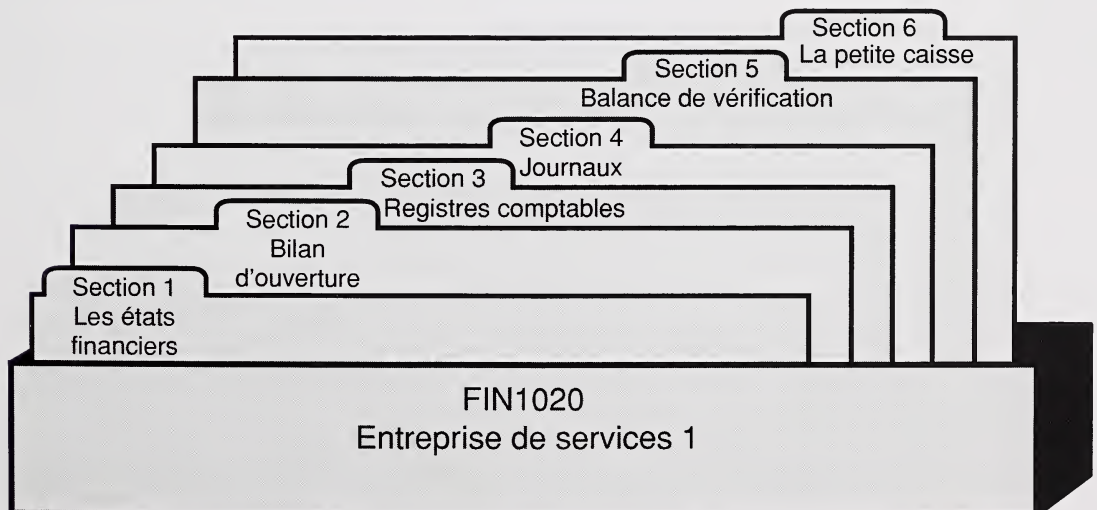 Section 6
La petite caisse
Section 5
Balance de vérification
Section 4
Journaux
Section 3
Registres comptables
Section 2
Bilan
d'ouverture
Section 1
Les états
financiers
FIN1020
Entreprise de services 1